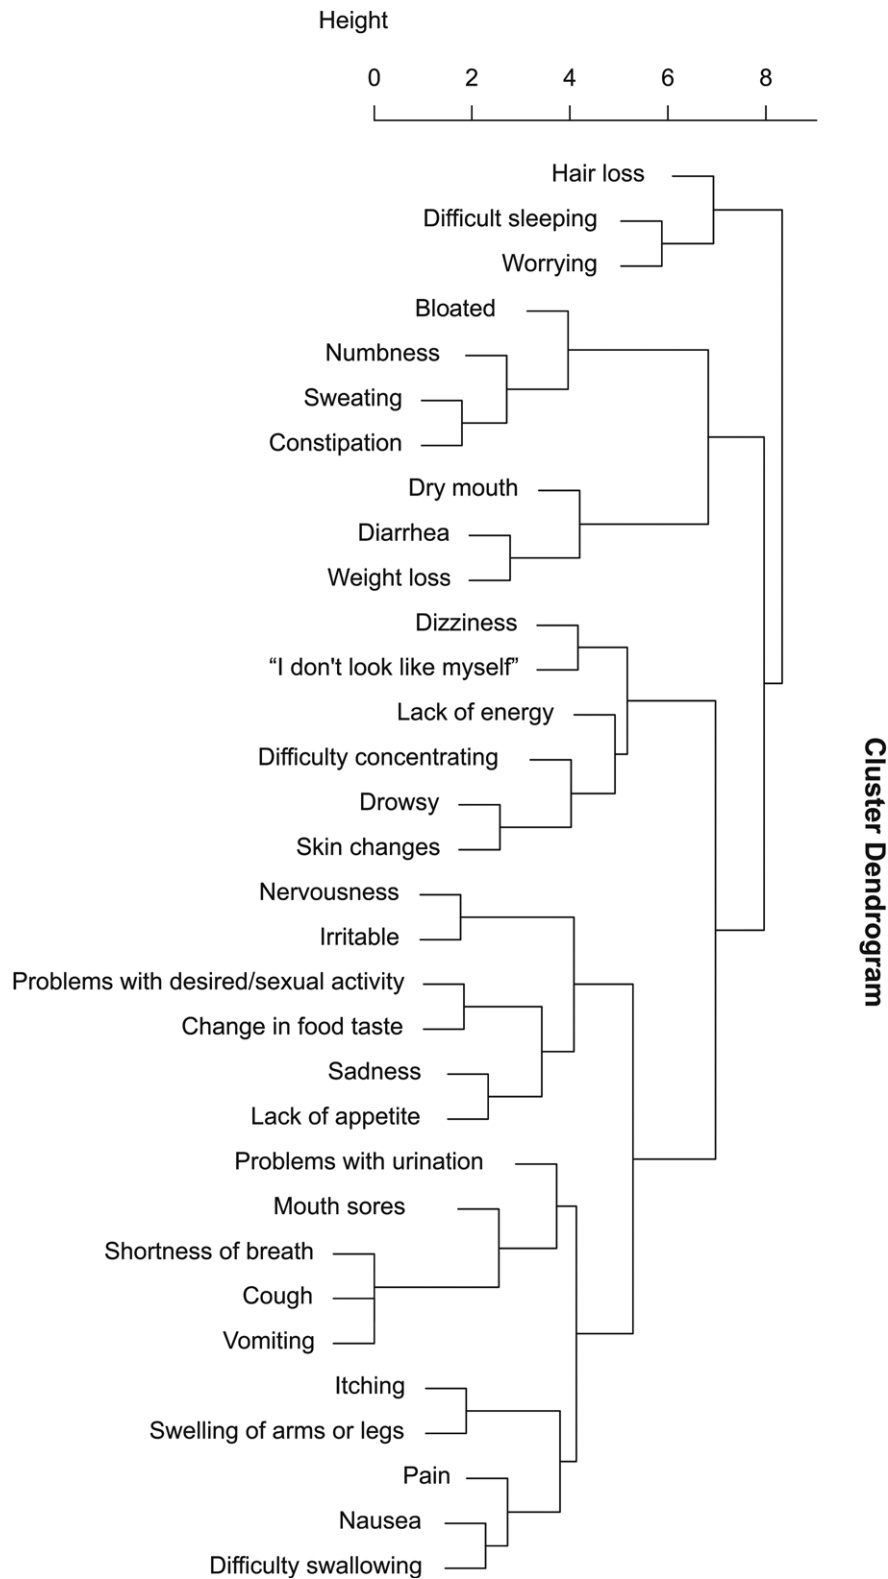 Height
0 2 4 6 8
Hair loss
Difficult sleeping
Worrying
Bloated
Numbness
Sweating
Constipation
Dry mouth
Diarrhea
Weight loss
Dizziness
“I don't look like myself”
Lack of energy
Difficulty concentrating
Drowsy
Skin changes
Nervousness
Irritable
Problems with desired/sexual activity
Change in food taste
Sadness
Lack of appetite
Problems with urination
Mouth sores
Shortness of breath
Cough
Vomiting
Itching
Swelling of arms or legs
Pain
Nausea
Difficulty swallowing
Cluster Dendrogram